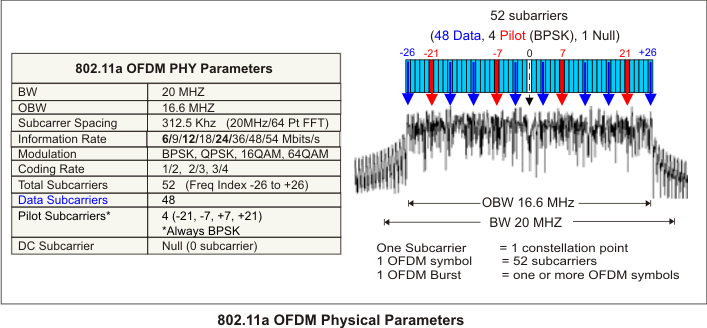 52 subarriers
(48 Data, 4 Pilot (BPSK), 1 Null)
-26 -21 -7 0 7 21 +26
802.11a OFDM PHY Parameters
BW 20 MHZ
OBW 16.6 MHZ
Subcarrer Spacing 312.5 Khz (20MHz/64 Pt FFT)
Information Rate 6/9/12/18/24/36/48/54 Mbits/s
Modulation BPSK, QPSK, 16QAM, 64QAM
Coding Rate 1/2, 2/3, 3/4
Total Subcarriers 52 (Freq Index -26 to +26)
Data Subcarriers 48
Pilot Subcarriers* 4 (-21, -7, +7, +21)
*Always BPSK
DC Subcarrier Null (0 subcarrier)
OBW 16.6 MHz
BW 20 MHZ
One Subcarrier = 1 constellation point
1 OFDM symbol = 52 subcarriers
1 OFDM Burst = one or more OFDM symbols
802.11a OFDM Physical Parameters